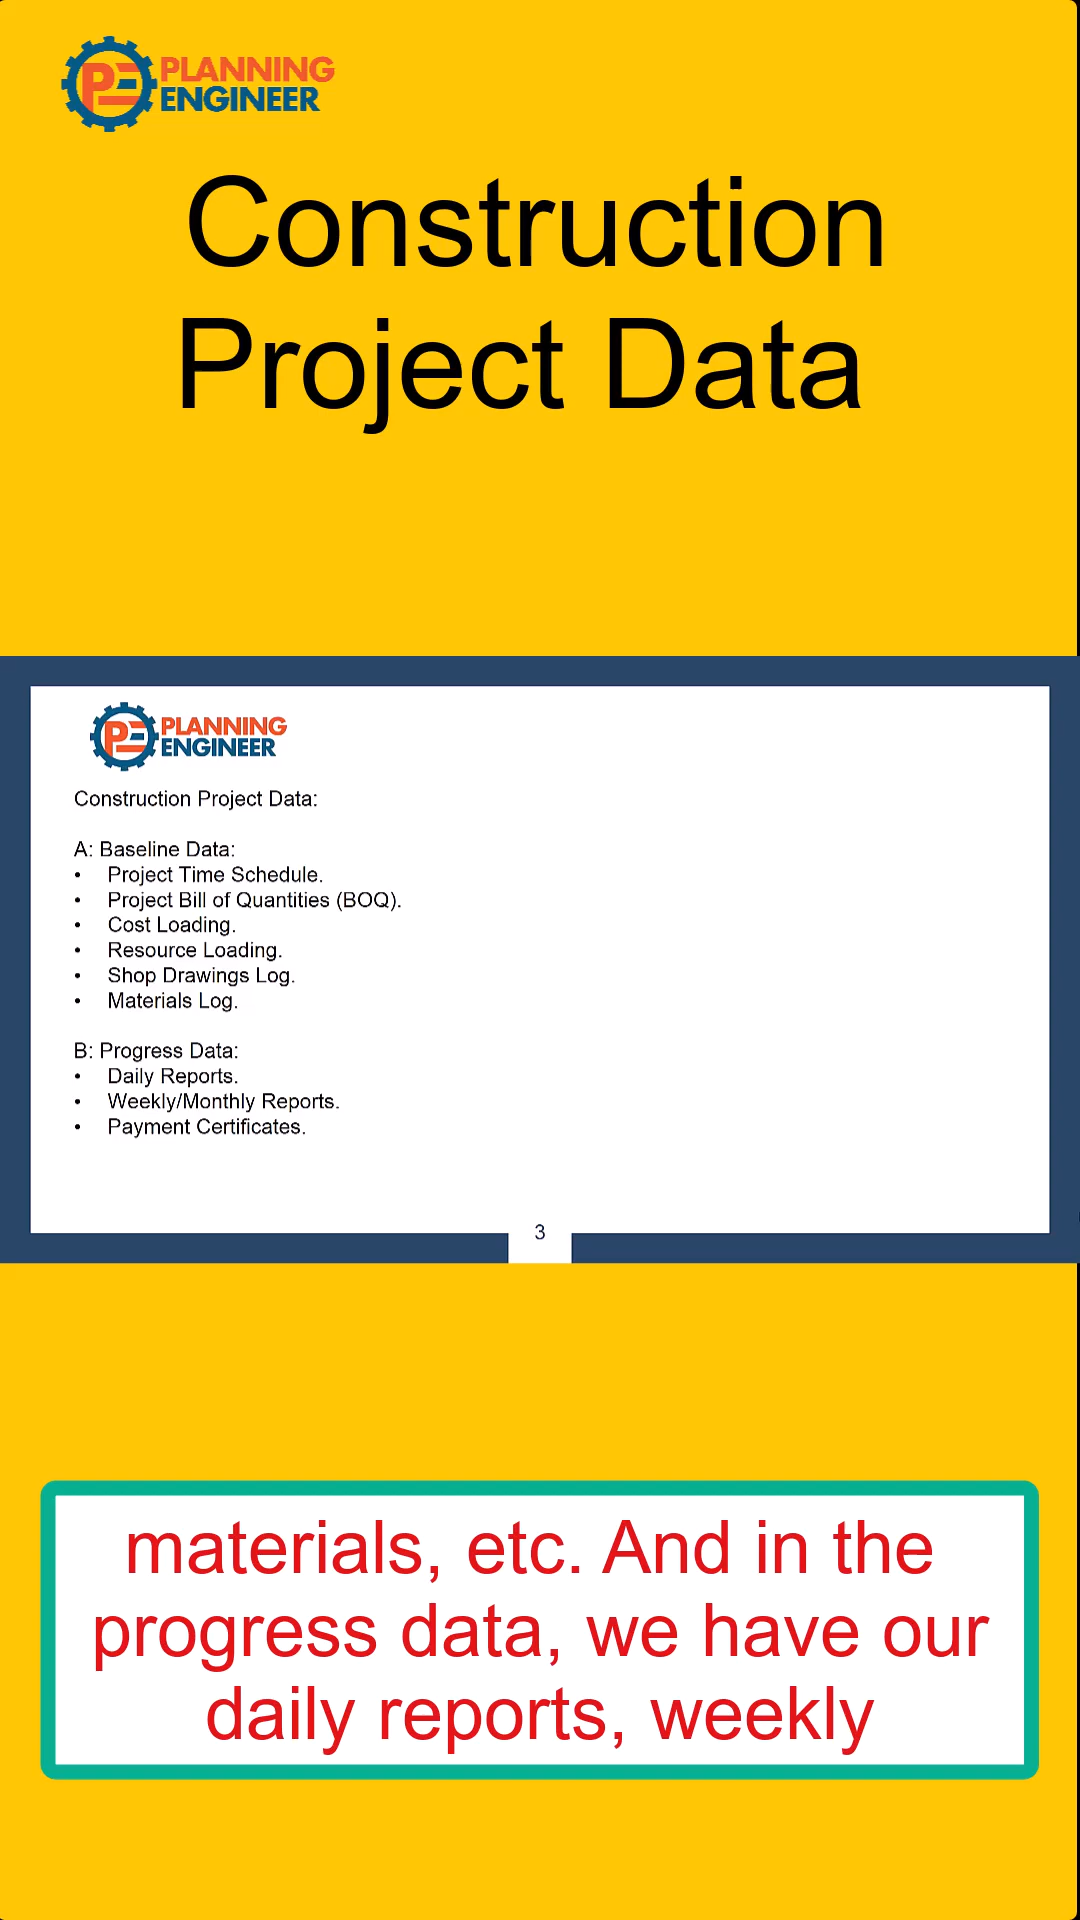 PLANNING
ENGINEER
Construction
Project Data
PLANNING
ENGINEER
Construction Project Data:
A: Baseline Data:
• Project Time Schedule.
• Project Bill of Quantities (BOQ).
• Cost Loading.
• Resource Loading.
• Shop Drawings Log.
• Materials Log.
B: Progress Data:
• Daily Reports.
• Weekly/Monthly Reports.
• Payment Certificates.
3
materials, etc. And in the
progress data, we have our
daily reports, weekly